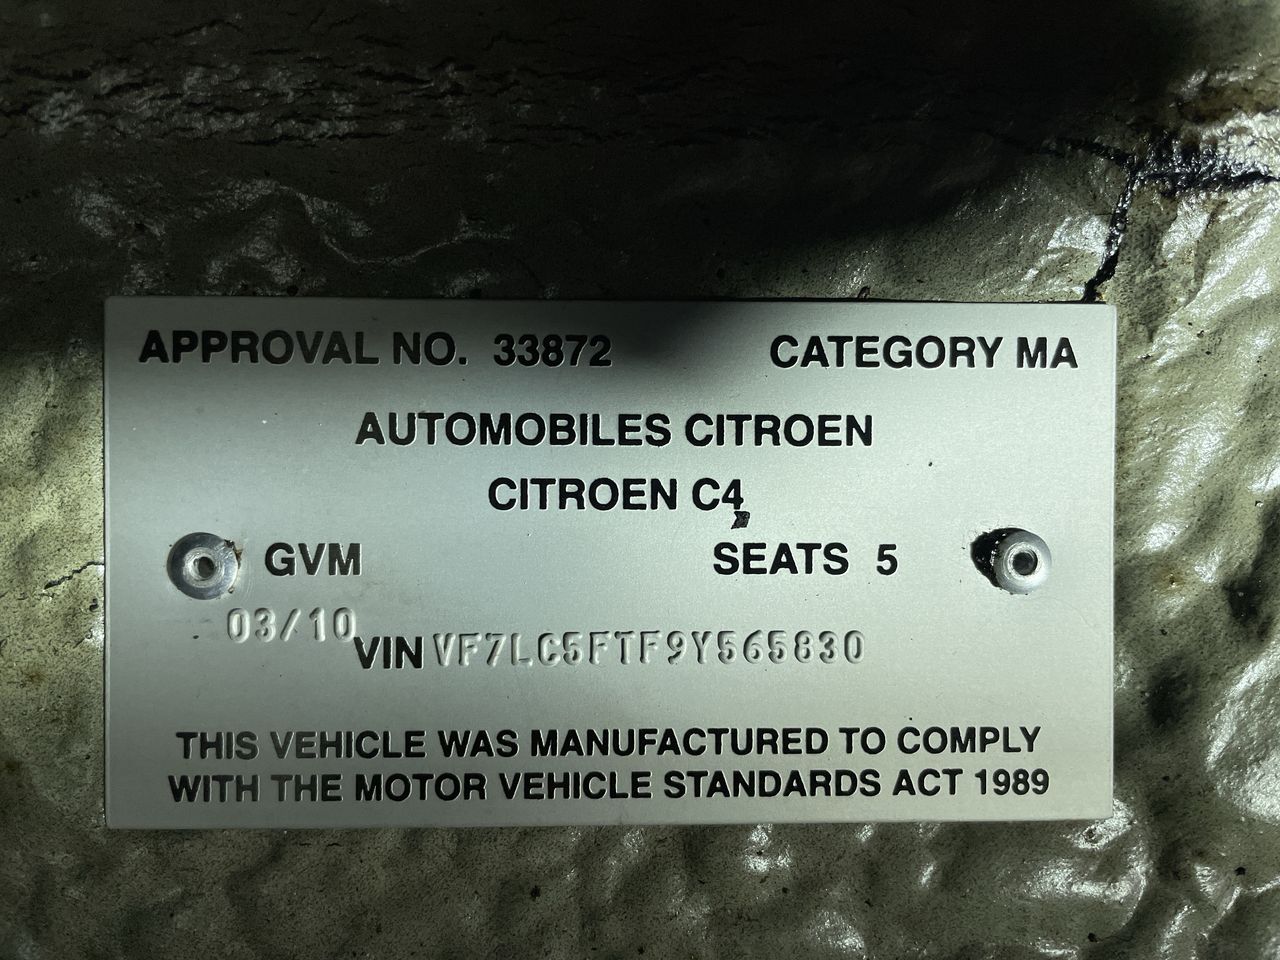 APPROVAL NO. 33872 CATEGORY MA
AUTOMOBILES CITROEN
CITROEN C4
GVM SEATS 5
03/10
VIN VF7LC5FTF9Y565830
THIS VEHICLE WAS MANUFACTURED TO COMPLY
WITH THE MOTOR VEHICLE STANDARDS ACT 1989